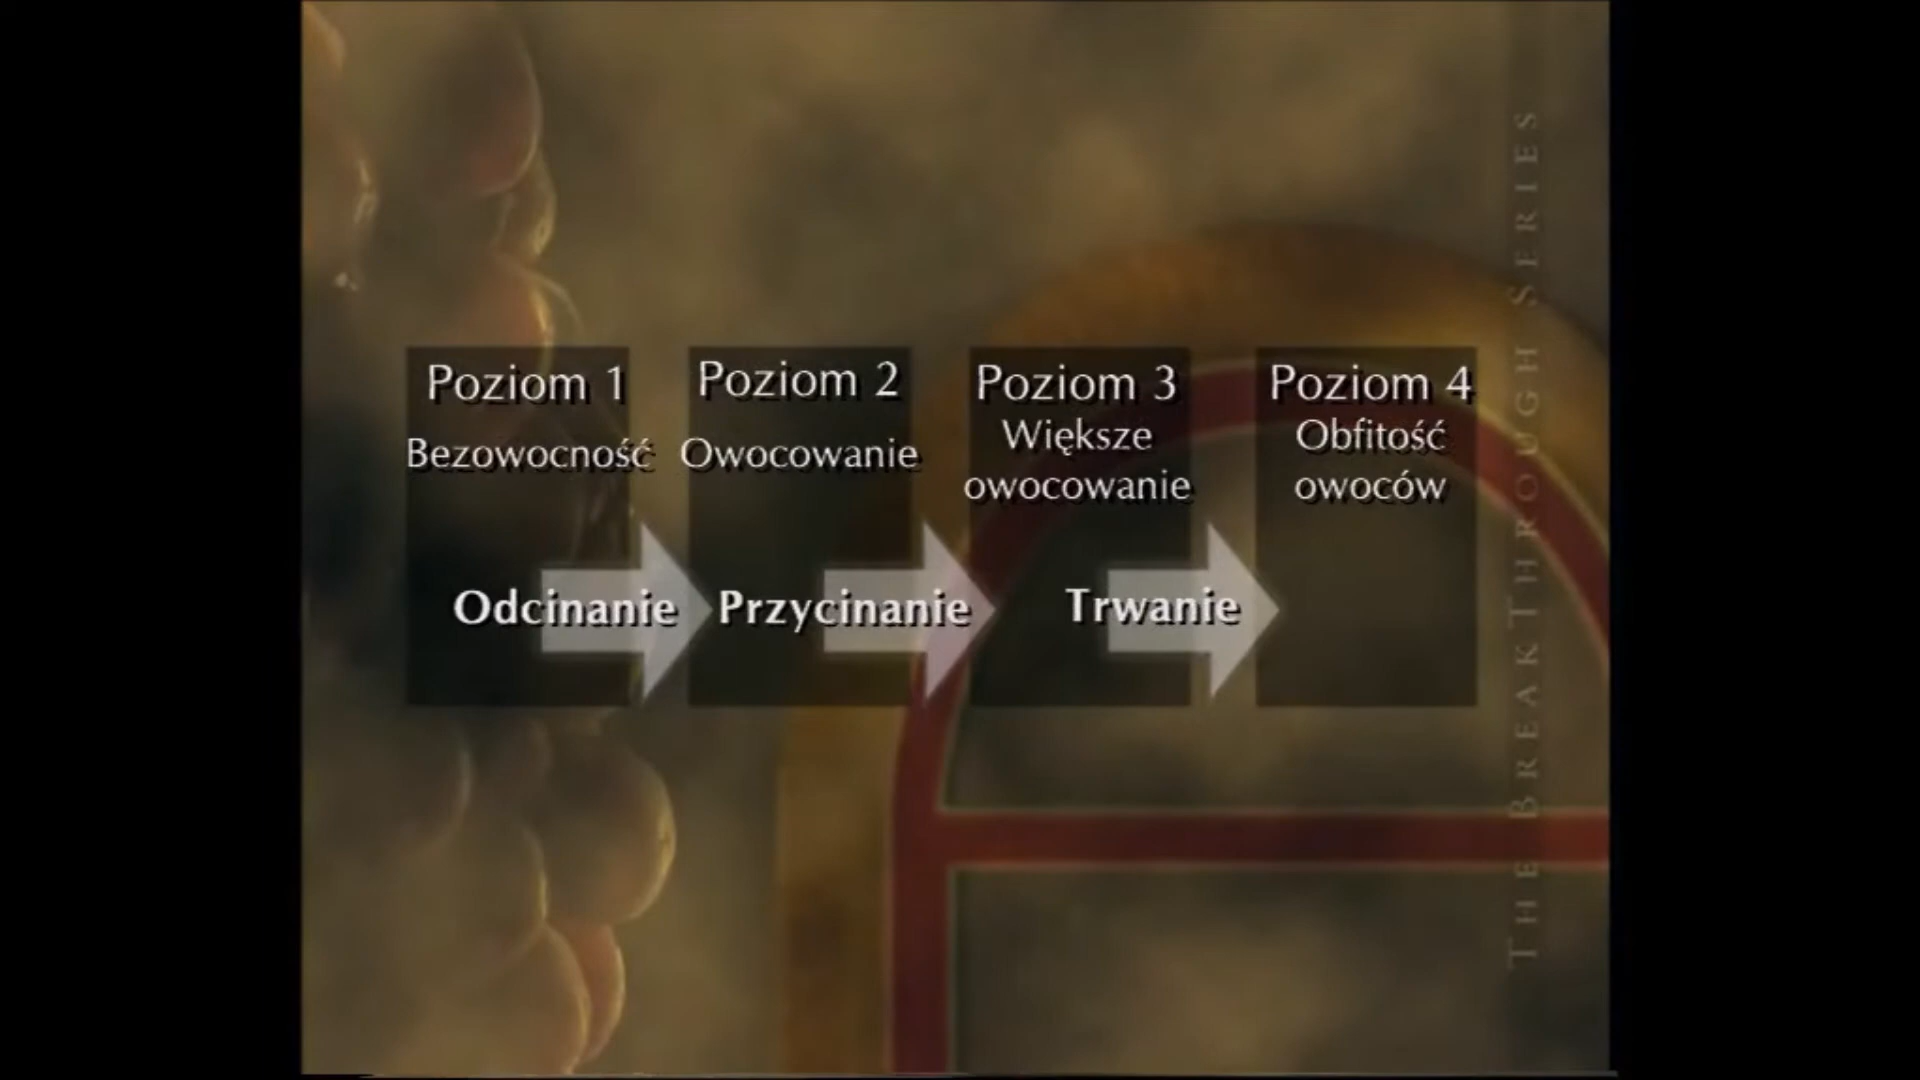 Poziom 1
Bezowocność
Odcinanie
Poziom 2
Owocowanie
Przycinanie
Poziom 3
Większe
owocowanie
Trwanie
Poziom 4
Obfitość
owoców
THE BREAKTHROUGH SERIES